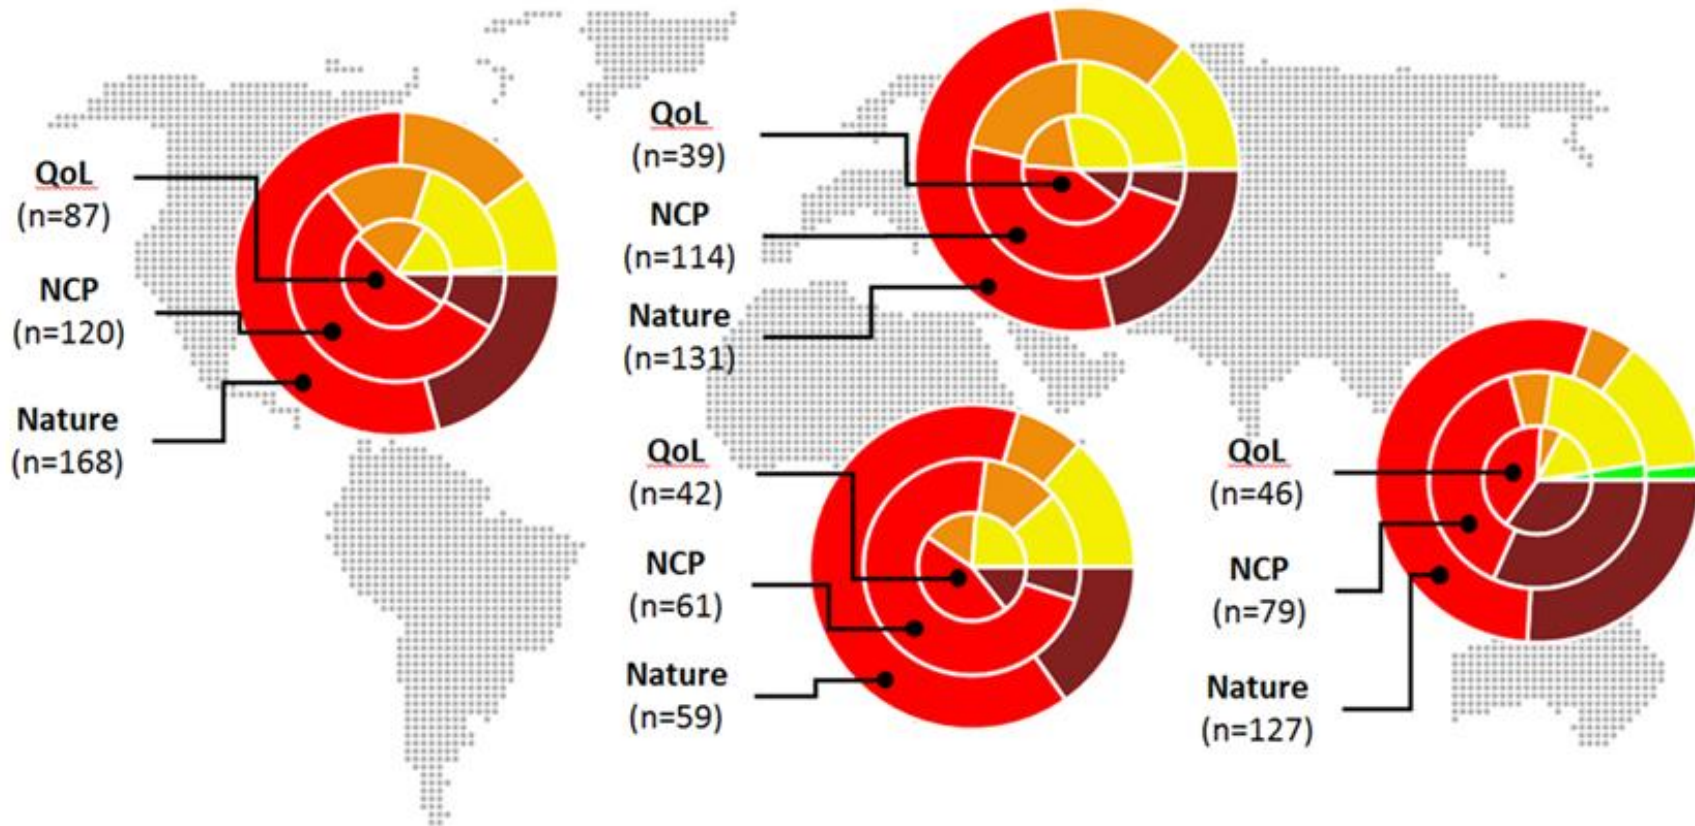 QoL
(n=87)
NCP
(n=120)
Nature
(n=168)
QoL
(n=39)
NCP
(n=114)
Nature
(n=131)
QoL
(n=42)
NCP
(n=61)
Nature
(n=59)
QoL
(n=46)
NCP
(n=79)
Nature
(n=127)